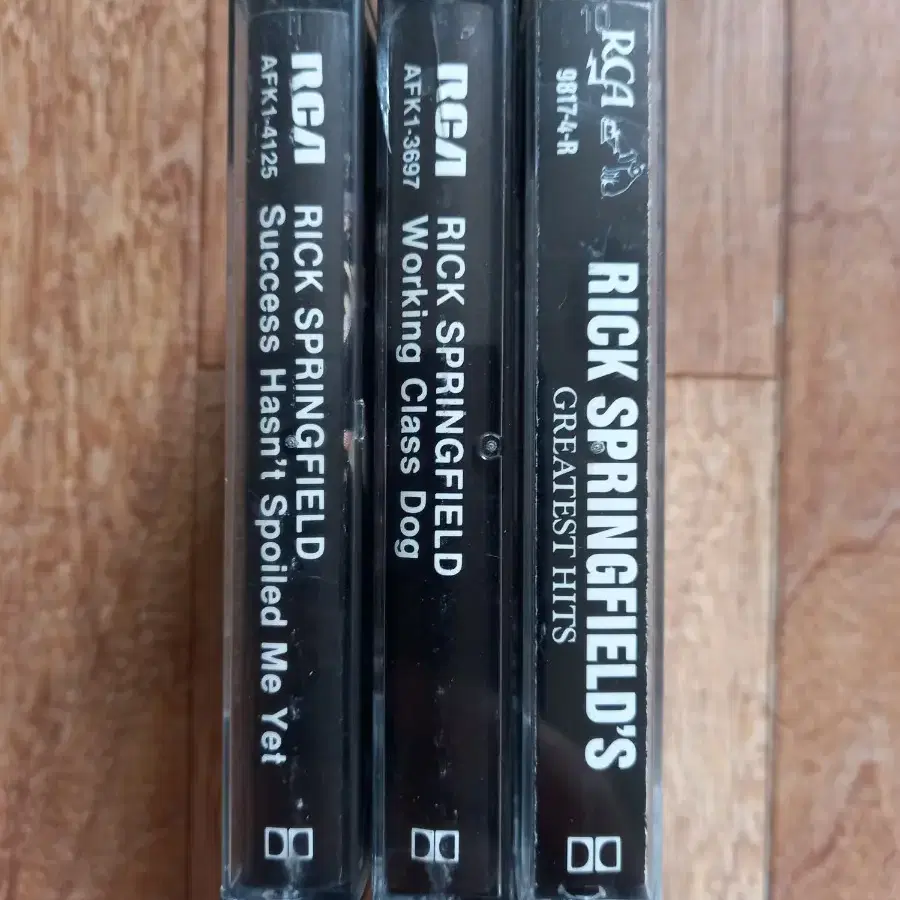 RCA
AFK1-4125
RICK SPRINGFIELD
Success Hasn't Spoiled Me Yet
RCA
AFK1-3697
RICK SPRINGFIELD
Working Class Dog
RCA
9817-4-R
RICK SPRINGFIELD'S
GREATEST HITS